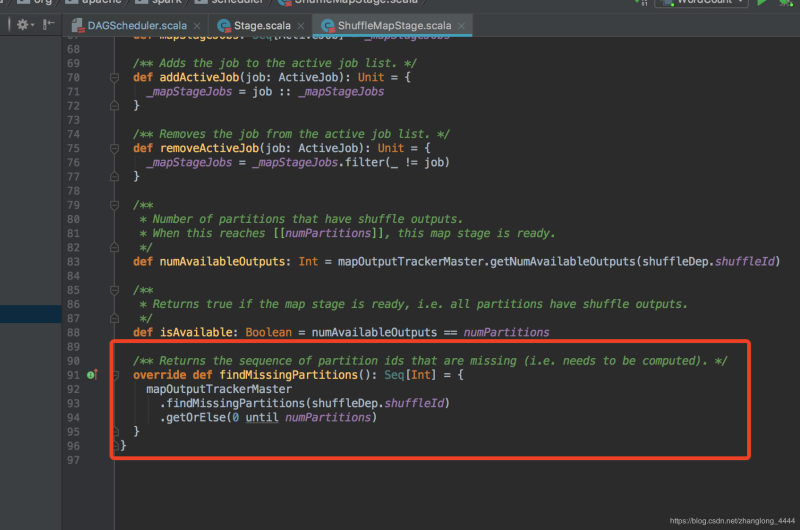 org apache spark scheduler ShuffleMapStage.scala WordCount
DAGScheduler.scala Stage.scala ShuffleMapStage.scala
68
69 /** Adds the job to the active job list. */
70 def addActiveJob(job: ActiveJob): Unit = {
71 _mapStageJobs = job :: _mapStageJobs
72 }
73
74 /** Removes the job from the active job list. */
75 def removeActiveJob(job: ActiveJob): Unit = {
76 _mapStageJobs = _mapStageJobs.filter(_ != job)
77 }
78
79 /**
80 * Number of partitions that have shuffle outputs.
81 * When this reaches [[numPartitions]], this map stage is ready.
82 */
83 def numAvailableOutputs: Int = mapOutputTrackerMaster.getNumAvailableOutputs(shuffleDep.shuffleId)
84
85 /**
86 * Returns true if the map stage is ready, i.e. all partitions have shuffle outputs.
87 */
88 def isAvailable: Boolean = numAvailableOutputs == numPartitions
89
90 /** Returns the sequence of partition ids that are missing (i.e. needs to be computed). */
91 override def findMissingPartitions(): Seq[Int] = {
92 mapOutputTrackerMaster
93 .findMissingPartitions(shuffleDep.shuffleId)
94 .getOrElse(0 until numPartitions)
95 }
96 }
97
https://blog.csdn.net/zhanglong_4444